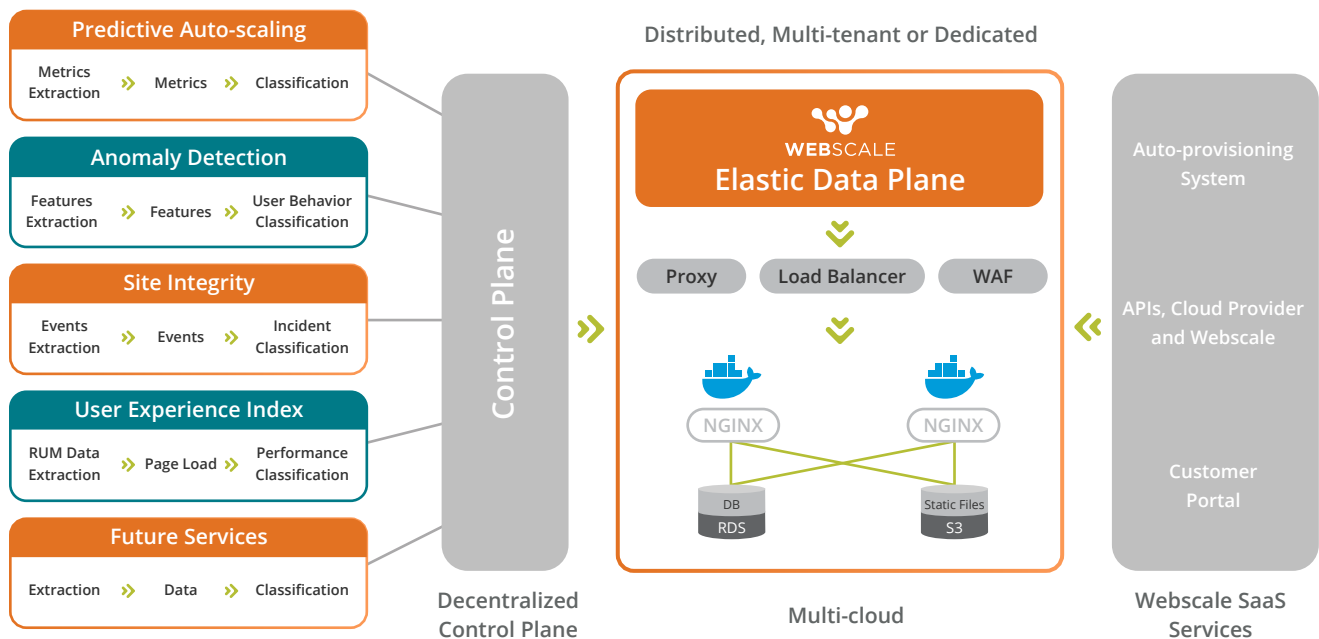 Predictive Auto-scaling
Metrics
Extraction
Metrics
Classification
Anomaly Detection
Features
Extraction
Features
User Behavior
Classification
Site Integrity
Events
Extraction
Events
Incident
Classification
User Experience Index
RUM Data
Extraction
Page Load
Performance
Classification
Future Services
Extraction
Data
Classification
Control Plane
Decentralized
Control Plane
Distributed, Multi-tenant or Dedicated
WEBSCALE
Elastic Data Plane
Proxy
Load Balancer
WAF
NGINX
NGINX
DB
RDS
Static Files
S3
Multi-cloud
Auto-provisioning
System
APIs, Cloud Provider
and Webscale
Customer
Portal
Webscale SaaS
Services